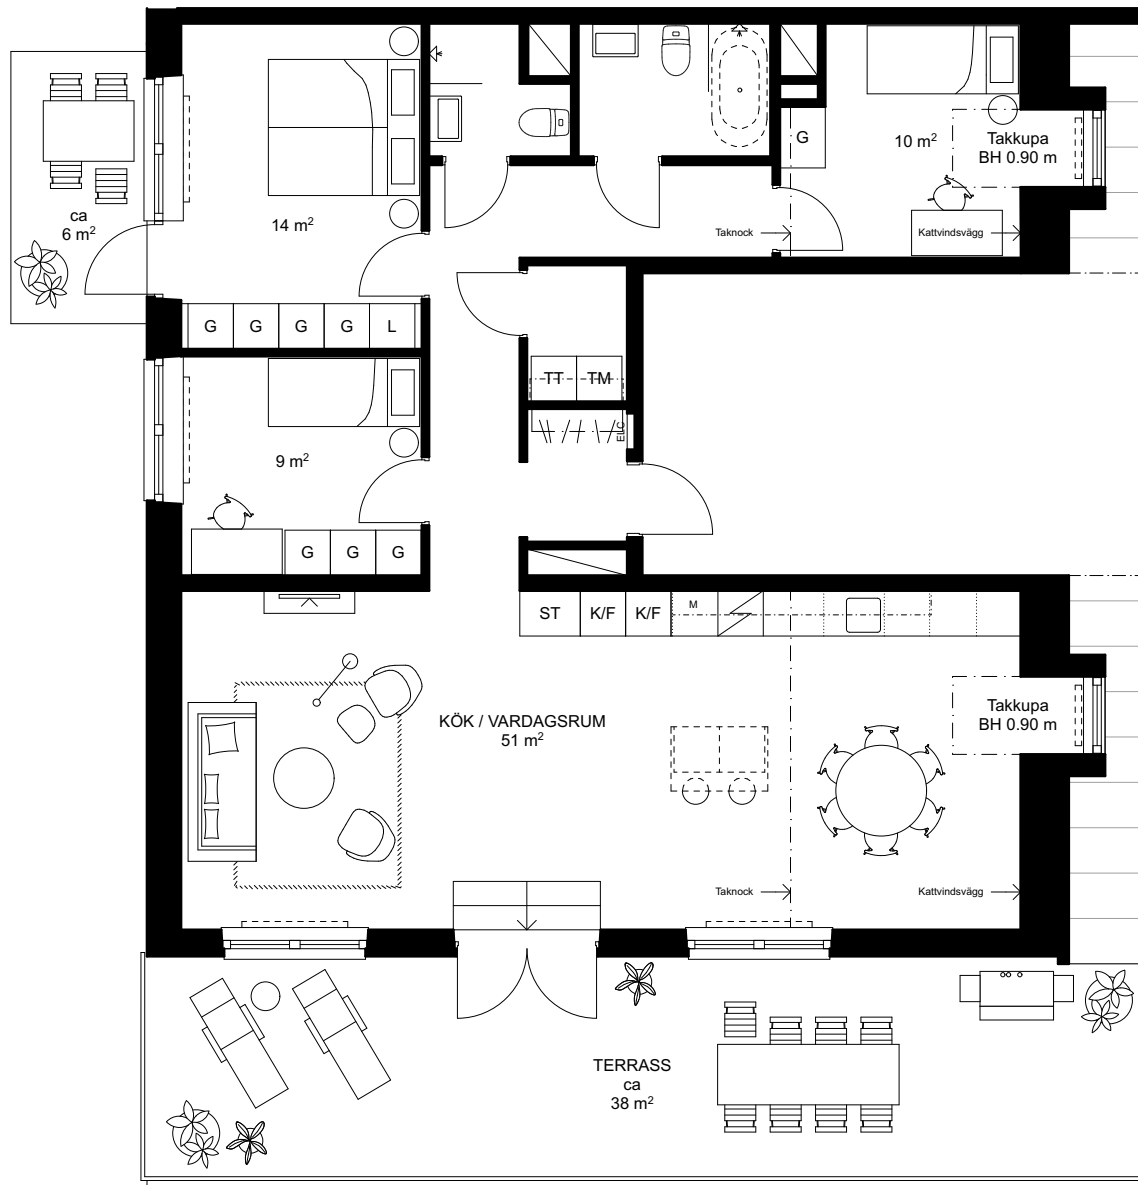 G
10 m²
Takkupa
BH 0.90 m
ca
6 m²
14 m²
Taknock
Kattvindsvägg
G
G
G
G
L
TT
TM
ELC
9 m²
G
G
G
ST
K/F
K/F
M
KÖK / VARDAGSRUM
51 m²
Takkupa
BH 0.90 m
Taknock
Kattvindsvägg
TERRASS
ca
38 m²